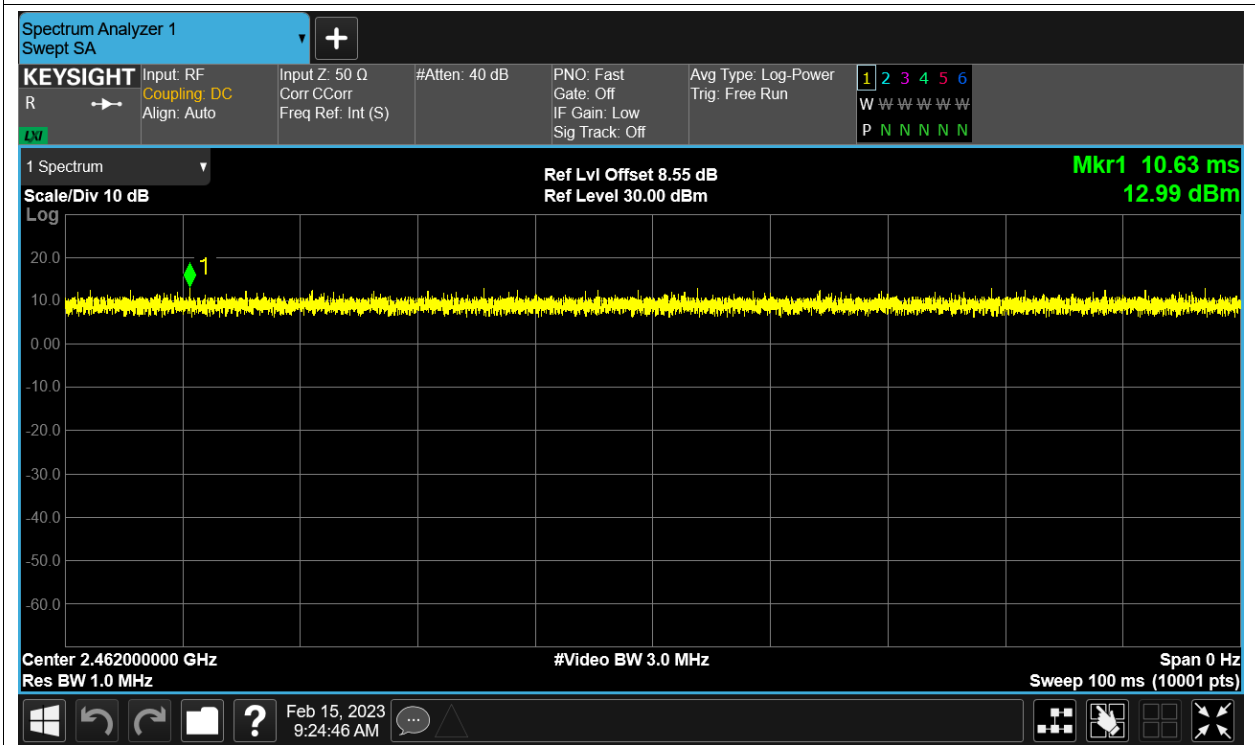 Spectrum Analyzer 1
Swept SA
KEYSIGHT
R
LXI
Input: RF
Coupling: DC
Align: Auto
Input Z: 50 Ω
Corr CCorr
Freq Ref: Int (S)
#Atten: 40 dB
PNO: Fast
Gate: Off
IF Gain: Low
Sig Track: Off
Avg Type: Log-Power
Trig: Free Run
1 2 3 4 5 6
W W W W W W
P N N N N N
1 Spectrum
Scale/Div 10 dB
Log
Ref Lvl Offset 8.55 dB
Ref Level 30.00 dBm
Mkr1 10.63 ms
12.99 dBm
1
20.0
10.0
0.00
-10.0
-20.0
-30.0
-40.0
-50.0
-60.0
Center 2.462000000 GHz
Res BW 1.0 MHz
#Video BW 3.0 MHz
Span 0 Hz
Sweep 100 ms (10001 pts)
?
Feb 15, 2023
9:24:46 AM